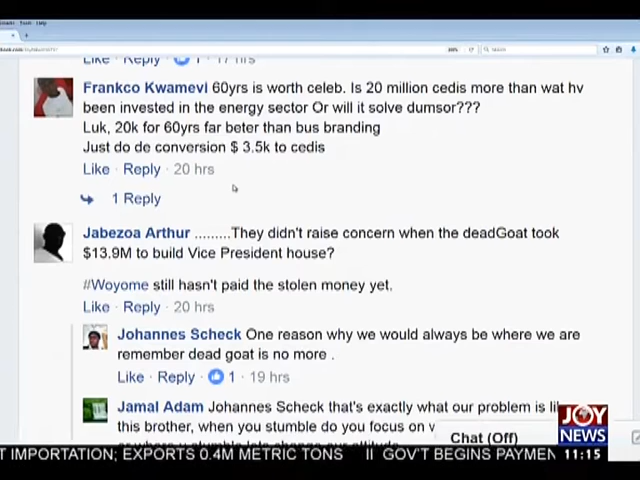 Like Reply 1 17 hrs
Frankco Kwamevi 60yrs is worth celeb. Is 20 million cedis more than wat hv
been invested in the energy sector Or will it solve dumsor???
Luk, 20k for 60yrs far beter than bus branding
Just do de conversion $ 3.5k to cedis
Like · Reply · 20 hrs
1 Reply
Jabezoa Arthur .........They didn't raise concern when the deadGoat took
$13.9M to build Vice President house?
#Woyome still hasn't paid the stolen money yet.
Like · Reply · 20 hrs
Johannes Scheck One reason why we would always be where we are
remember dead goat is no more .
Like · Reply · 1 · 19 hrs
Jamal Adam Johannes Scheck that's exactly what our problem is
this brother, when you stumble do you focus on
Chat (Off)
JOY
NEWS
T IMPORTATION; EXPORTS 0.4M METRIC TONS II GOV'T BEGINS PAYMEN
11:15